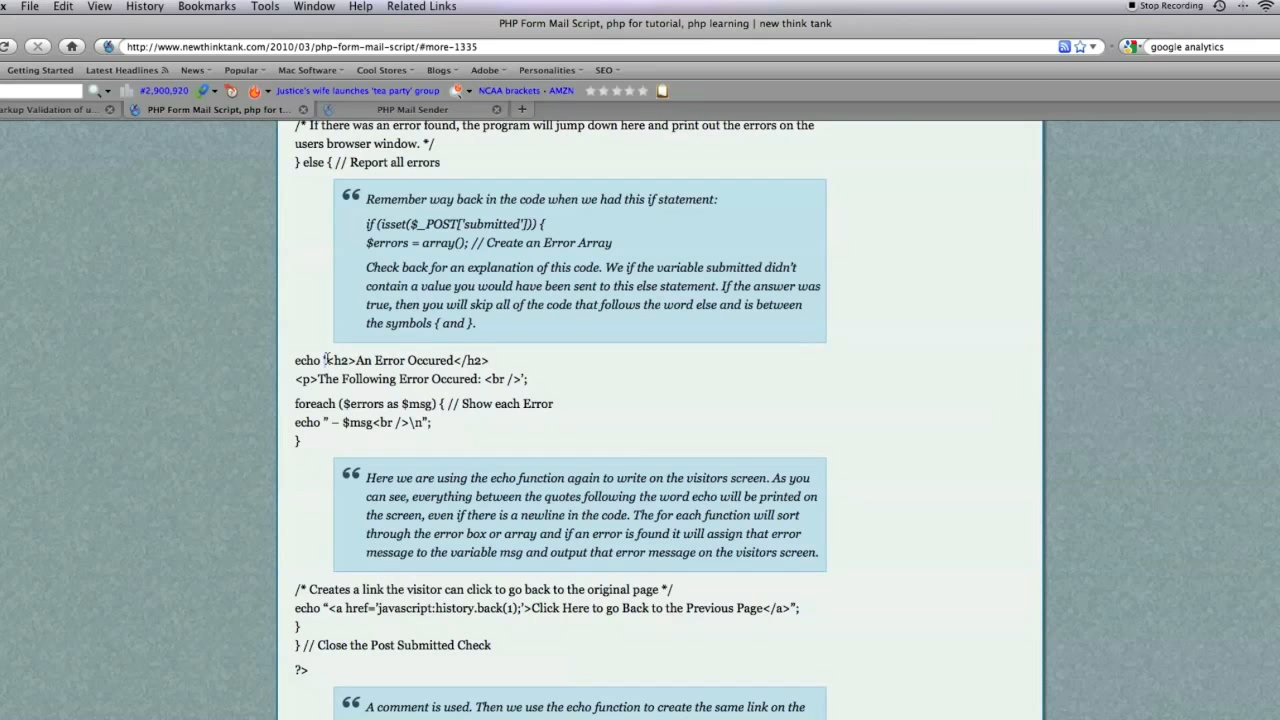 x File Edit View History Bookmarks Tools Window Help Related Links Stop Recording
PHP Form Mail Script, php for tutorial, php learning | new think tank
http://www.newthinktank.com/2010/03/php-form-mail-script/#more-1335 google analytics
Getting Started Latest Headlines News Popular Mac Software Cool Stores Blogs Adobe Personalities SEO
#2,900,920 Justice's wife launches 'tea party' group NCAA brackets AMZN
arkup Validation of u... PHP Form Mail Script, php for t... PHP Mail Sender +
/* If there was an error found, the program will jump down here and print out the errors on the
users browser window. */
} else { // Report all errors
Remember way back in the code when we had this if statement:
if (isset($_POST['submitted'])) {
$errors = array(); // Create an Error Array
Check back for an explanation of this code. We if the variable submitted didn't
contain a value you would have been sent to this else statement. If the answer was
true, then you will skip all of the code that follows the word else and is between
the symbols { and }.
echo ‘<h2>An Error Occured</h2>
<p>The Following Error Occured: <br />’;
foreach ($errors as $msg) { // Show each Error
echo ” – $msg<br />\n”;
}
Here we are using the echo function again to write on the visitors screen. As you
can see, everything between the quotes following the word echo will be printed on
the screen, even if there is a newline in the code. The for each function will sort
through the error box or array and if an error is found it will assign that error
message to the variable msg and output that error message on the visitors screen.
/* Creates a link the visitor can click to go back to the original page */
echo “<a href=’javascript:history.back(1);’>Click Here to go Back to the Previous Page</a>”;
}
} // Close the Post Submitted Check
?>
A comment is used. Then we use the echo function to create the same link on the